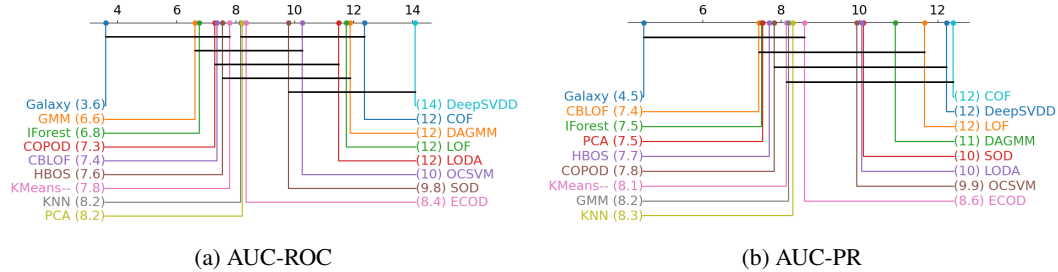 4 6 8 10 12 14
Galaxy (3.6)
GMM (6.6)
IForest (6.8)
COPOD (7.3)
CBLOF (7.4)
HBOS (7.6)
KMeans-- (7.8)
KNN (8.2)
PCA (8.2)
(14) DeepSVDD
(12) COF
(12) DAGMM
(12) LOF
(12) LODA
(10) OCSVM
(9.8) SOD
(8.4) ECOD
(a) AUC-ROC
6 8 10 12
Galaxy (4.5)
CBLOF (7.4)
IForest (7.5)
PCA (7.5)
HBOS (7.7)
COPOD (7.8)
KMeans-- (8.1)
GMM (8.2)
KNN (8.3)
(12) COF
(12) DeepSVDD
(12) LOF
(11) DAGMM
(10) SOD
(10) LODA
(9.9) OCSVM
(8.6) ECOD
(b) AUC-PR